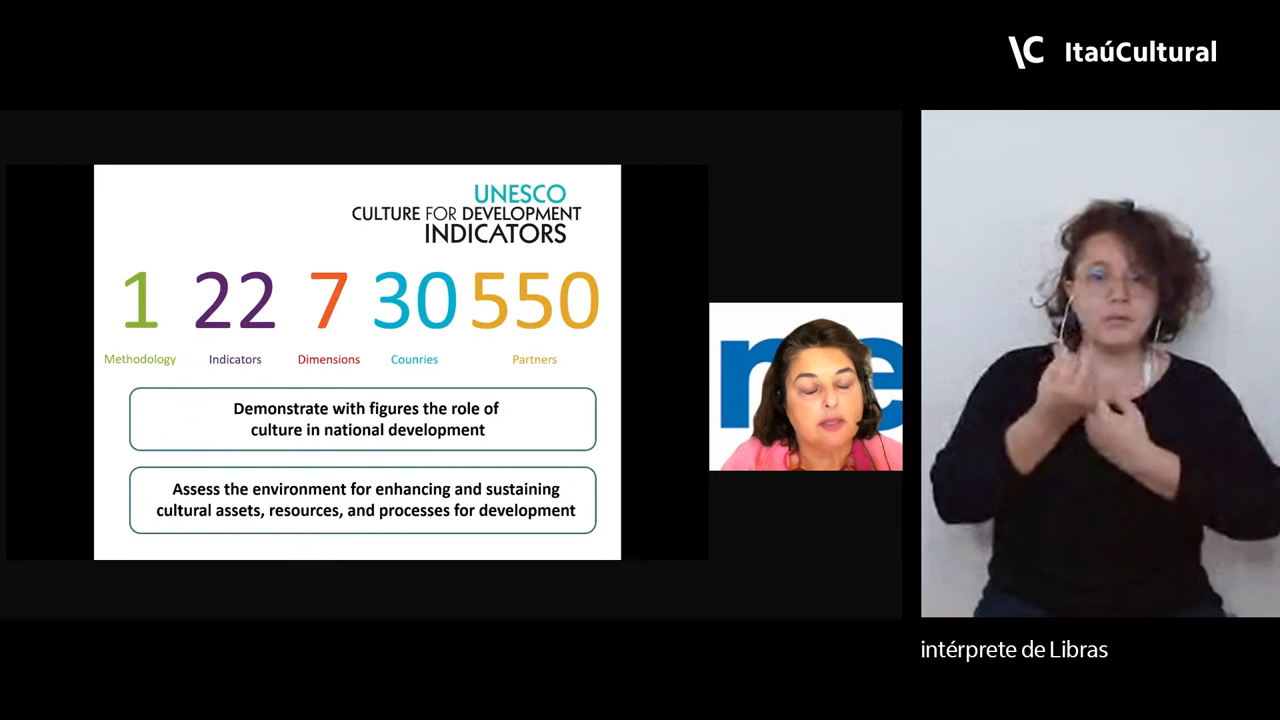 \C ItaúCultural
UNESCO
CULTURE FOR DEVELOPMENT
INDICATORS
1 22 7 30 550
Methodology Indicators Dimensions Counries Partners
Demonstrate with figures the role of
culture in national development
Assess the environment for enhancing and sustaining
cultural assets, resources, and processes for development
ne
intérprete de Libras